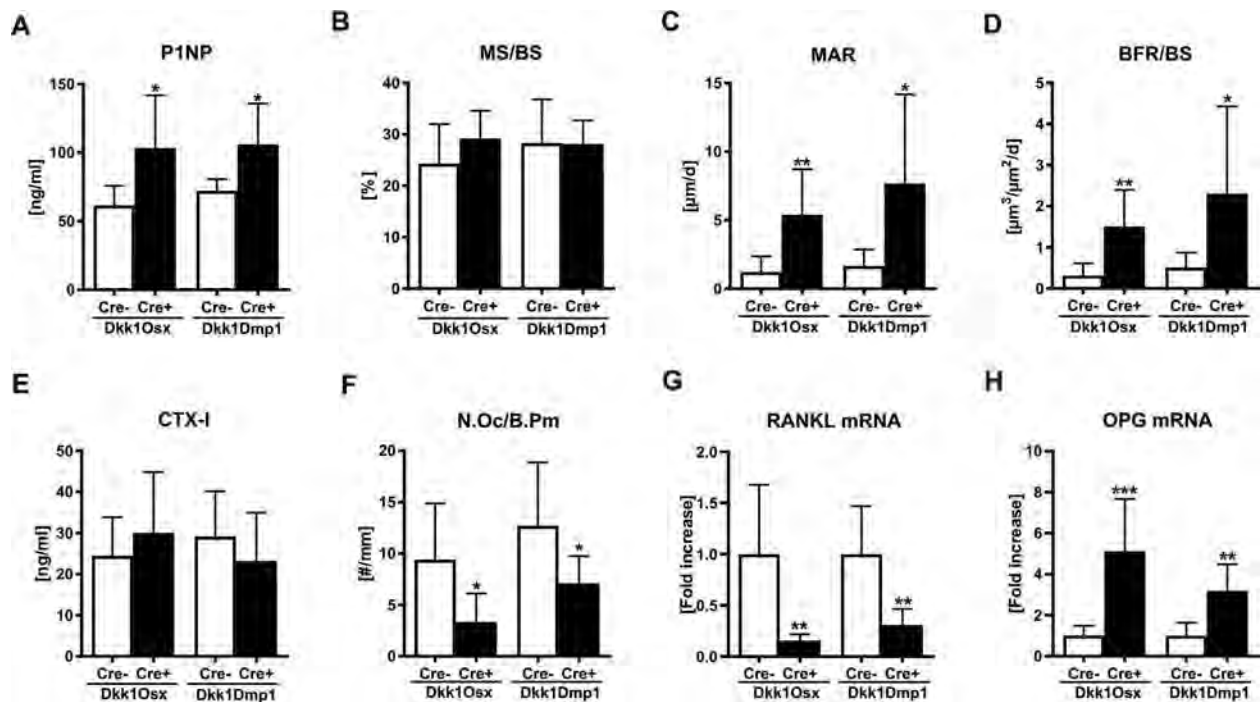 A
P1NP
[ng/ml]
150
100
50
0
*
*
Cre- Cre+ Cre- Cre+
Dkk1Osx Dkk1Dmp1
B
MS/BS
[%]
40
30
20
10
0
Cre- Cre+ Cre- Cre+
Dkk1Osx Dkk1Dmp1
C
MAR
[µm/d]
15
10
5
0
**
*
Cre- Cre+ Cre- Cre+
Dkk1Osx Dkk1Dmp1
D
BFR/BS
[µm³/µm²/d]
5
4
3
2
1
0
**
*
Cre- Cre+ Cre- Cre+
Dkk1Osx Dkk1Dmp1
E
CTX-I
[ng/ml]
50
40
30
20
10
0
Cre- Cre+ Cre- Cre+
Dkk1Osx Dkk1Dmp1
F
N.Oc/B.Pm
[#/mm]
20
15
10
5
0
*
*
Cre- Cre+ Cre- Cre+
Dkk1Osx Dkk1Dmp1
G
RANKL mRNA
[Fold increase]
2.0
1.5
1.0
0.5
0.0
**
**
Cre- Cre+ Cre- Cre+
Dkk1Osx Dkk1Dmp1
H
OPG mRNA
[Fold increase]
10
8
6
4
2
0
***
**
Cre- Cre+ Cre- Cre+
Dkk1Osx Dkk1Dmp1